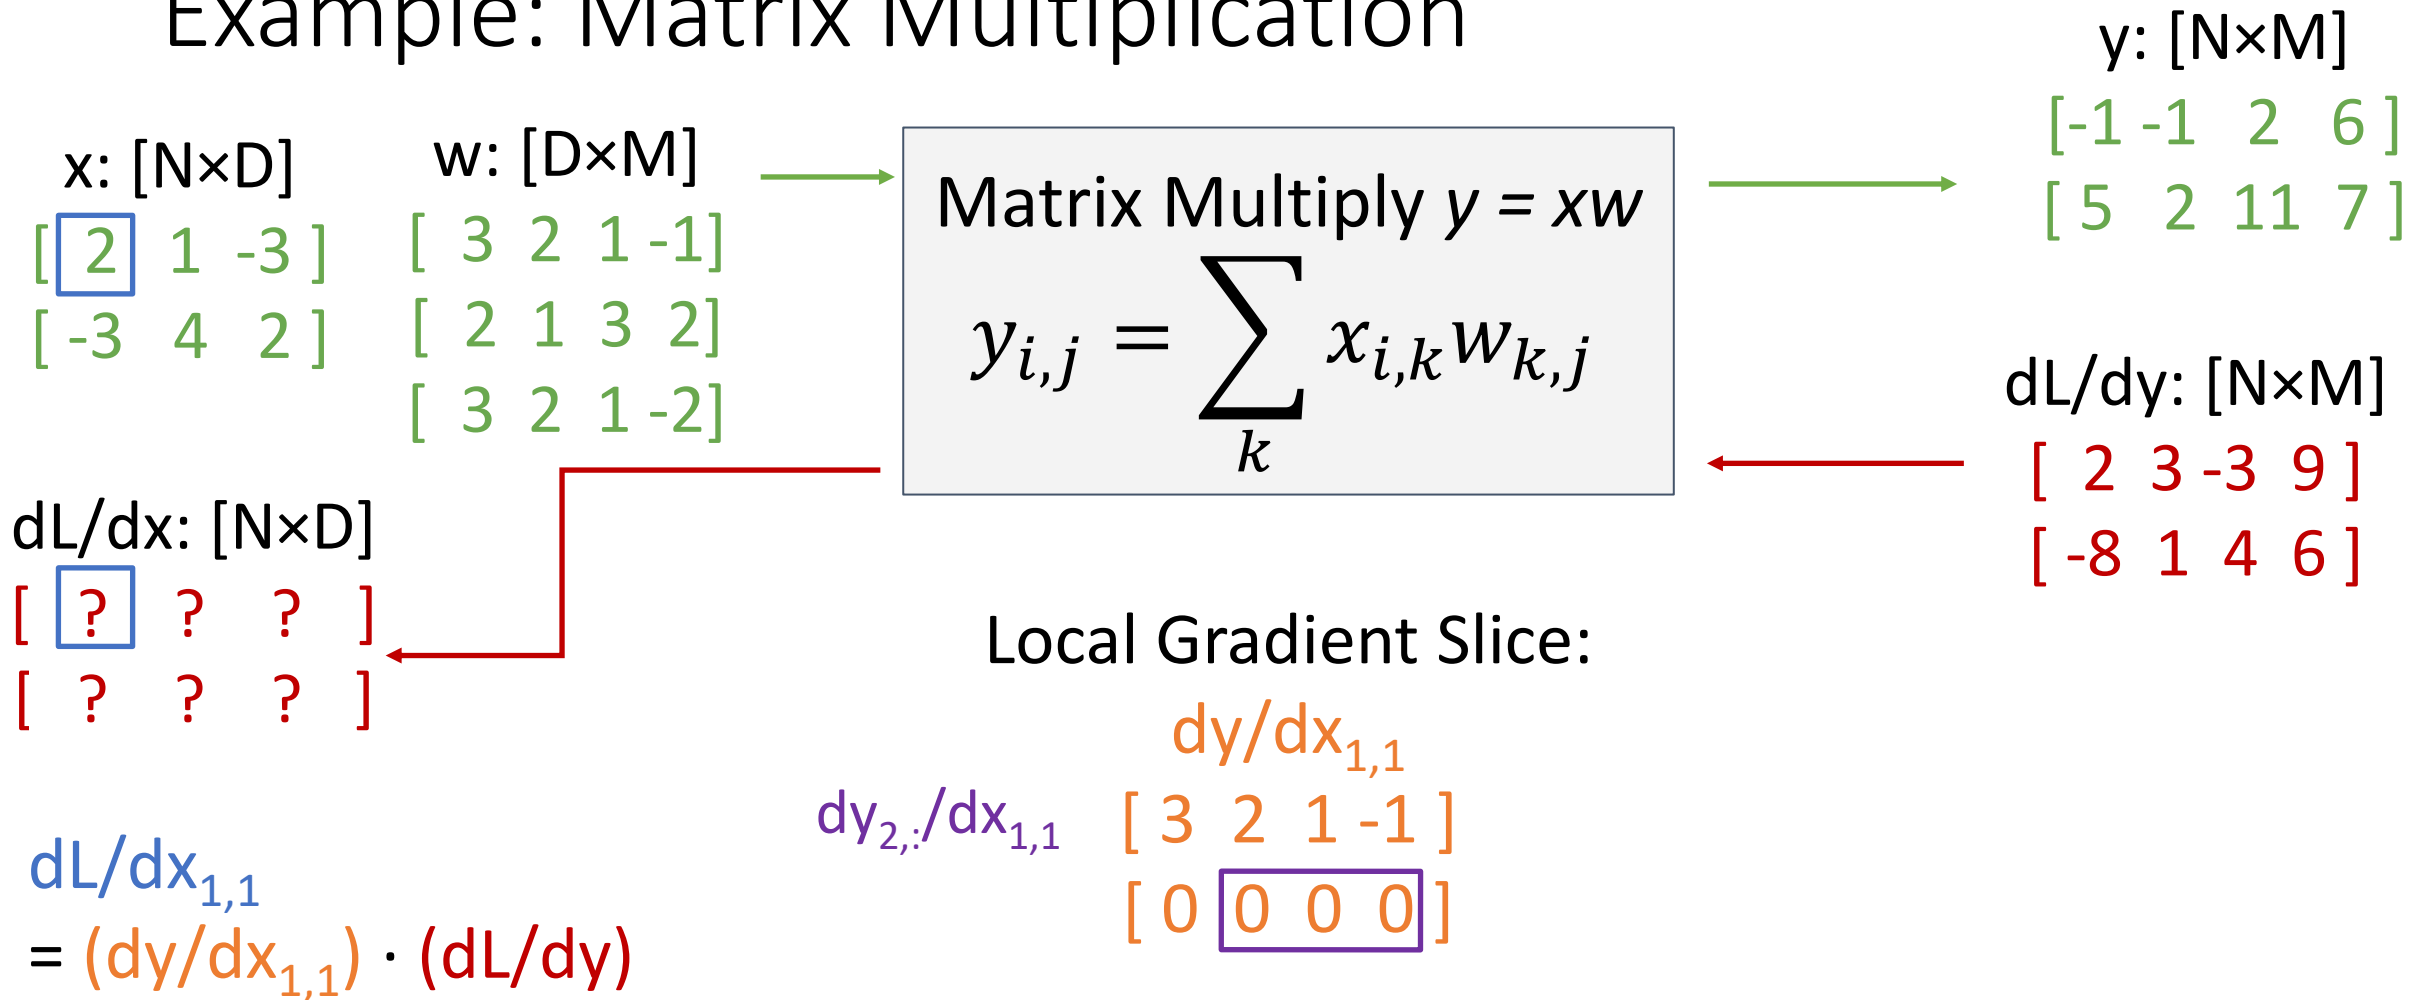 Example: Matrix Multiplication
x: [N×D]
[ 2 1 -3 ]
[ -3 4 2 ]
w: [D×M]
[ 3 2 1 -1]
[ 2 1 3 2]
[ 3 2 1 -2]
Matrix Multiply y = xw
y_{i,j} = ∑_k x_{i,k} w_{k,j}
y: [N×M]
[-1 -1 2 6 ]
[ 5 2 11 7 ]
dL/dy: [N×M]
[ 2 3 -3 9 ]
[ -8 1 4 6 ]
dL/dx: [N×D]
[ ? ? ? ]
[ ? ? ? ]
Local Gradient Slice:
dy/dx_{1,1}
dy_{2,:}/dx_{1,1}
[ 3 2 1 -1 ]
[ 0 0 0 0 ]
dL/dx_{1,1}
= (dy/dx_{1,1}) · (dL/dy)